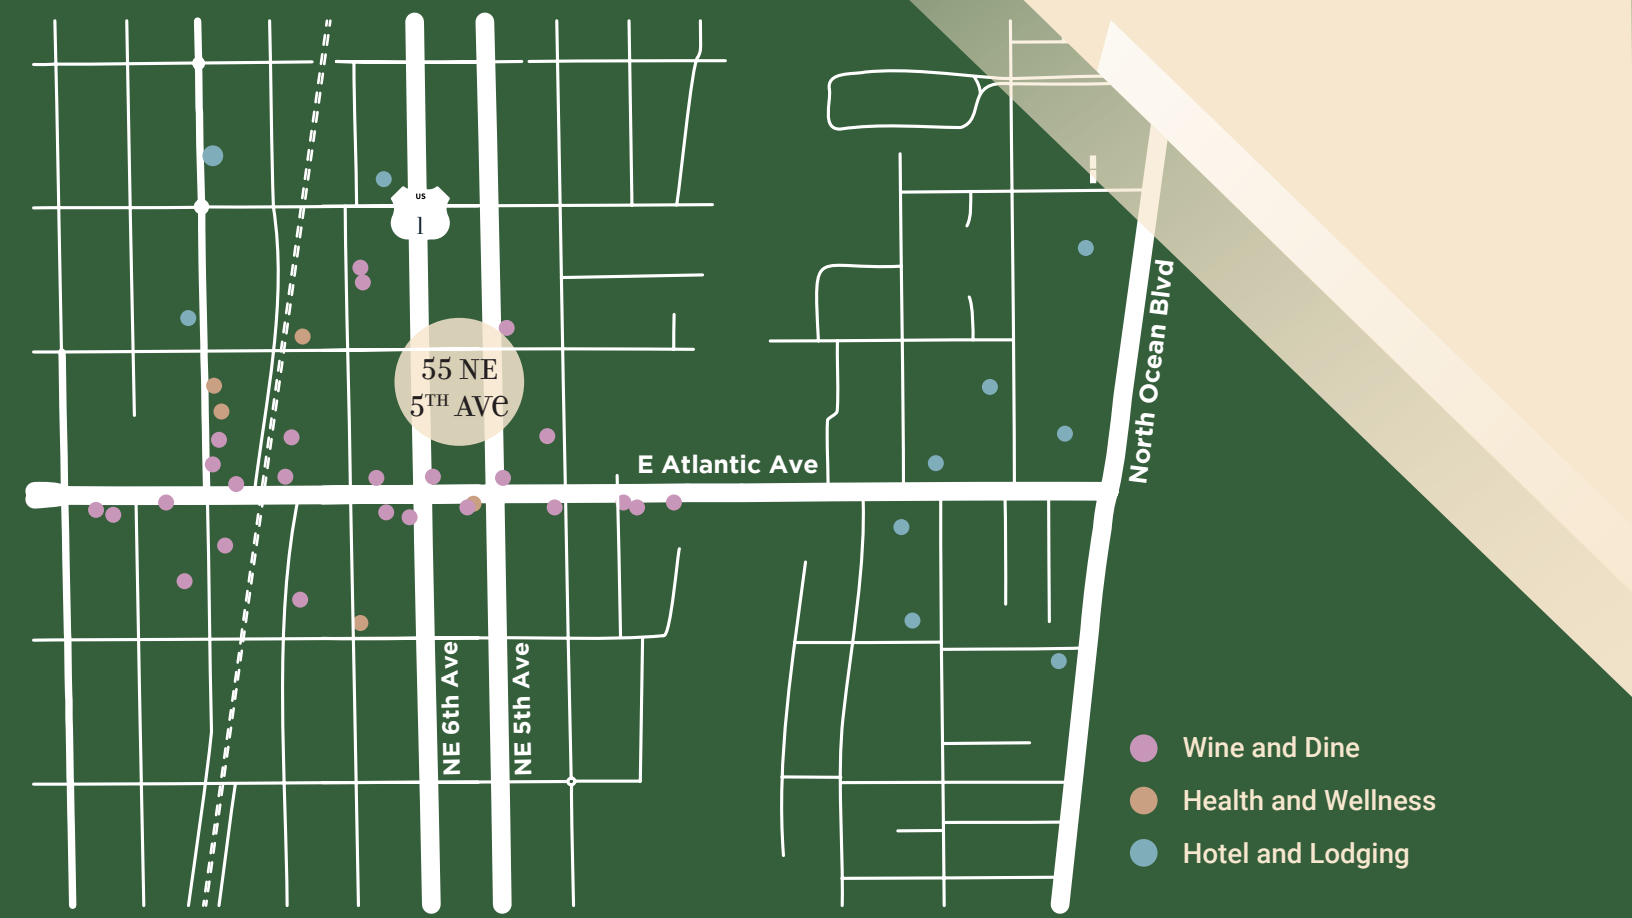 US
1
55 NE
5TH AVe
E Atlantic Ave
North Ocean Blvd
NE 6th Ave
NE 5th Ave
Wine and Dine
Health and Wellness
Hotel and Lodging